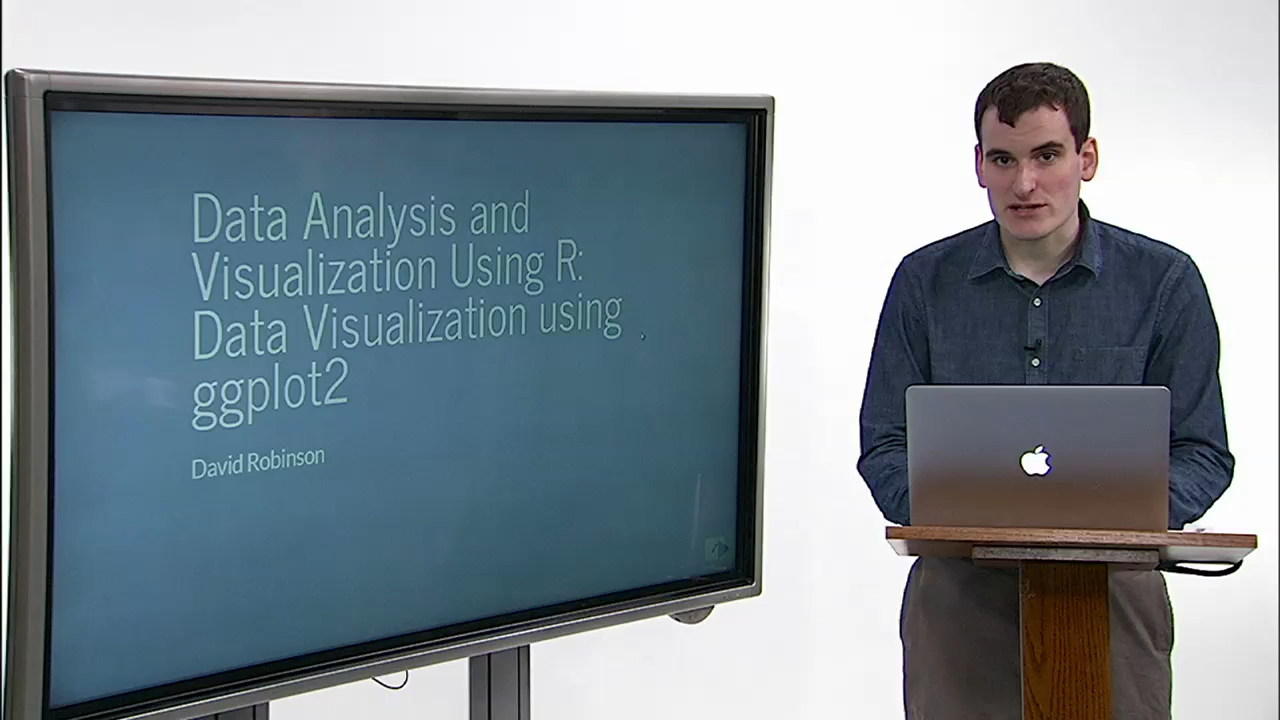 Data Analysis and
Visualization Using R:
Data Visualization using
ggplot2
David Robinson